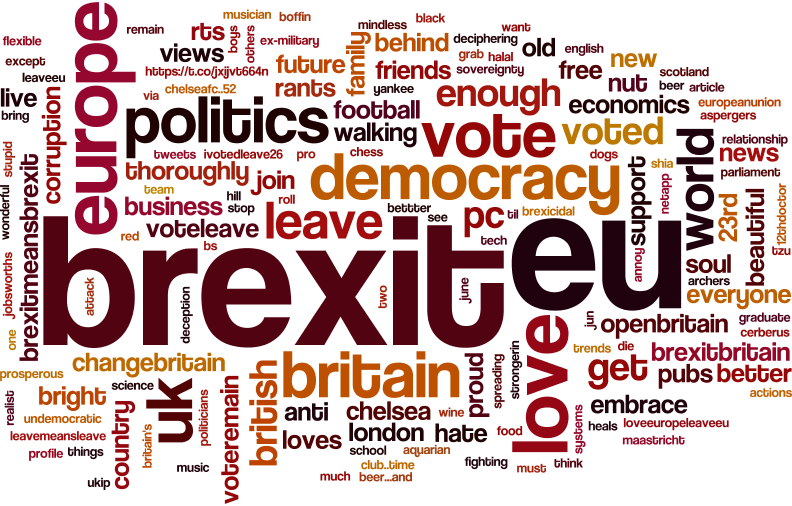 musician
boffin
black
flexible
remain
rts
boys
others
ex-military
family
mindless
behind
deciphering
old
want
english
new
except
europe
views
future
friends
grab
halal
sovereignty
free
nut
scotland
leaveeu
https://t.co/jxjjvt664n
rants
yankee
enough
beer
article
live
corruption
via
chelseafc..52
football
economics
europeanunion
bring
politics
walking
vote
voted
aspergers
tweets
ivotedleave26
pro
chess
dogs
world
relationship
news
stupid
brexitmeansbrexit
thoroughly
join
democracy
support
shia
netapp
parliament
team
hill
roll
wonderful
business
stop
leave
bettter
see
pc
til
brexicidal
23rd
beautiful
12thdoctor
red
voteleave
tech
eu
annoy
tzu
bs
brexit
soul
archers
jobsworths
attack
deception
two
june
everyone
one
love
jun
openbritain
graduate
cerberus
changebritain
trends
die
brexitbritain
prosperous
science
british
britain
proud
spreading
strongerin
get
pubs
better
actions
realist
bright
uk
politicians
voteremain
anti
chelsea
wine
embrace
undemocratic
country
britain's
loves
london
hate
food
systems
heals
loveeuropeleaveeu
leavemeansleave
maastricht
profile
things
school
aquarian
music
club..time
fighting
must
think
ukip
much
beer...and